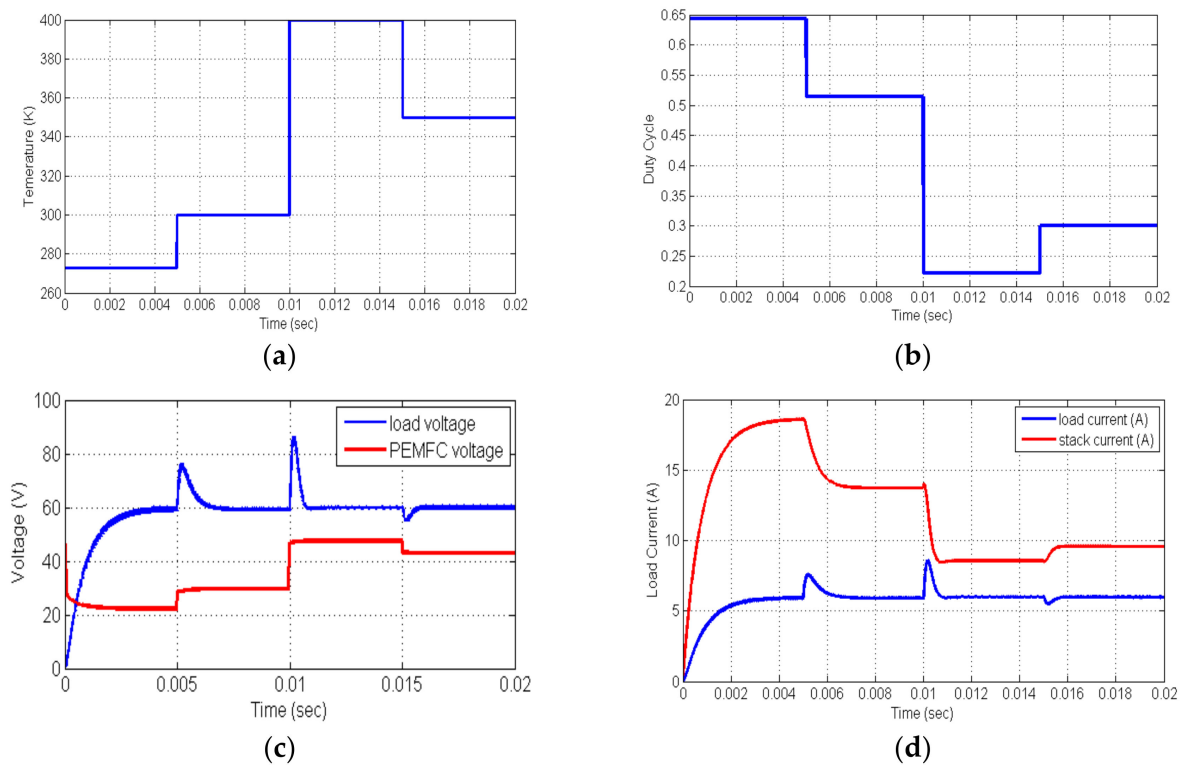 400
380
360
340
320
300
280
260
Temerature (K)
0 0.002 0.004 0.006 0.008 0.01 0.012 0.014 0.016 0.018 0.02
Time (sec)
(a)
0.65
0.6
0.55
0.5
0.45
0.4
0.35
0.3
0.25
0.2
Duty Cycle
0 0.002 0.004 0.006 0.008 0.01 0.012 0.014 0.016 0.018 0.02
Time (sec)
(b)
100
80
60
40
20
0
Voltage (V)
load voltage
PEMFC voltage
0 0.005 0.01 0.015 0.02
Time (sec)
(c)
20
15
10
5
0
Load Current (A)
load current (A)
stack current (A)
0 0.002 0.004 0.006 0.008 0.01 0.012 0.014 0.016 0.018 0.02
Time (sec)
(d)